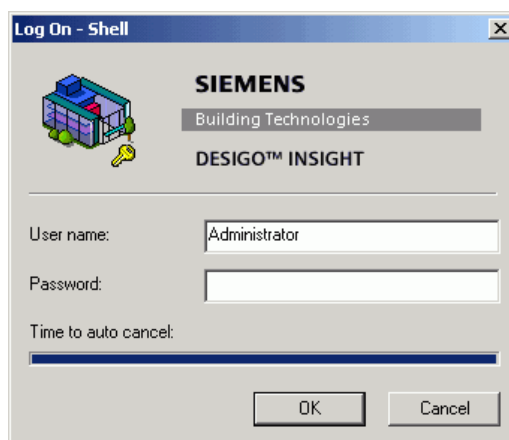 Log On - Shell
SIEMENS
Building Technologies
DESIGO™ INSIGHT
User name:
Administrator
Password:
Time to auto cancel:
OK
Cancel